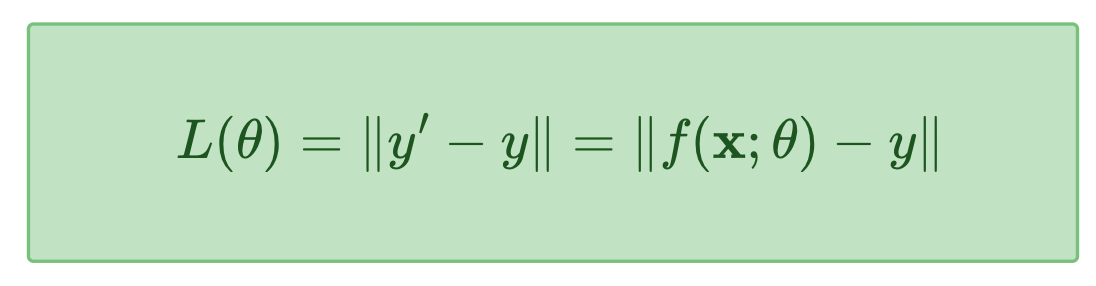 L(θ) = ‖y′ − y‖ = ‖f(𝐱; θ) − y‖